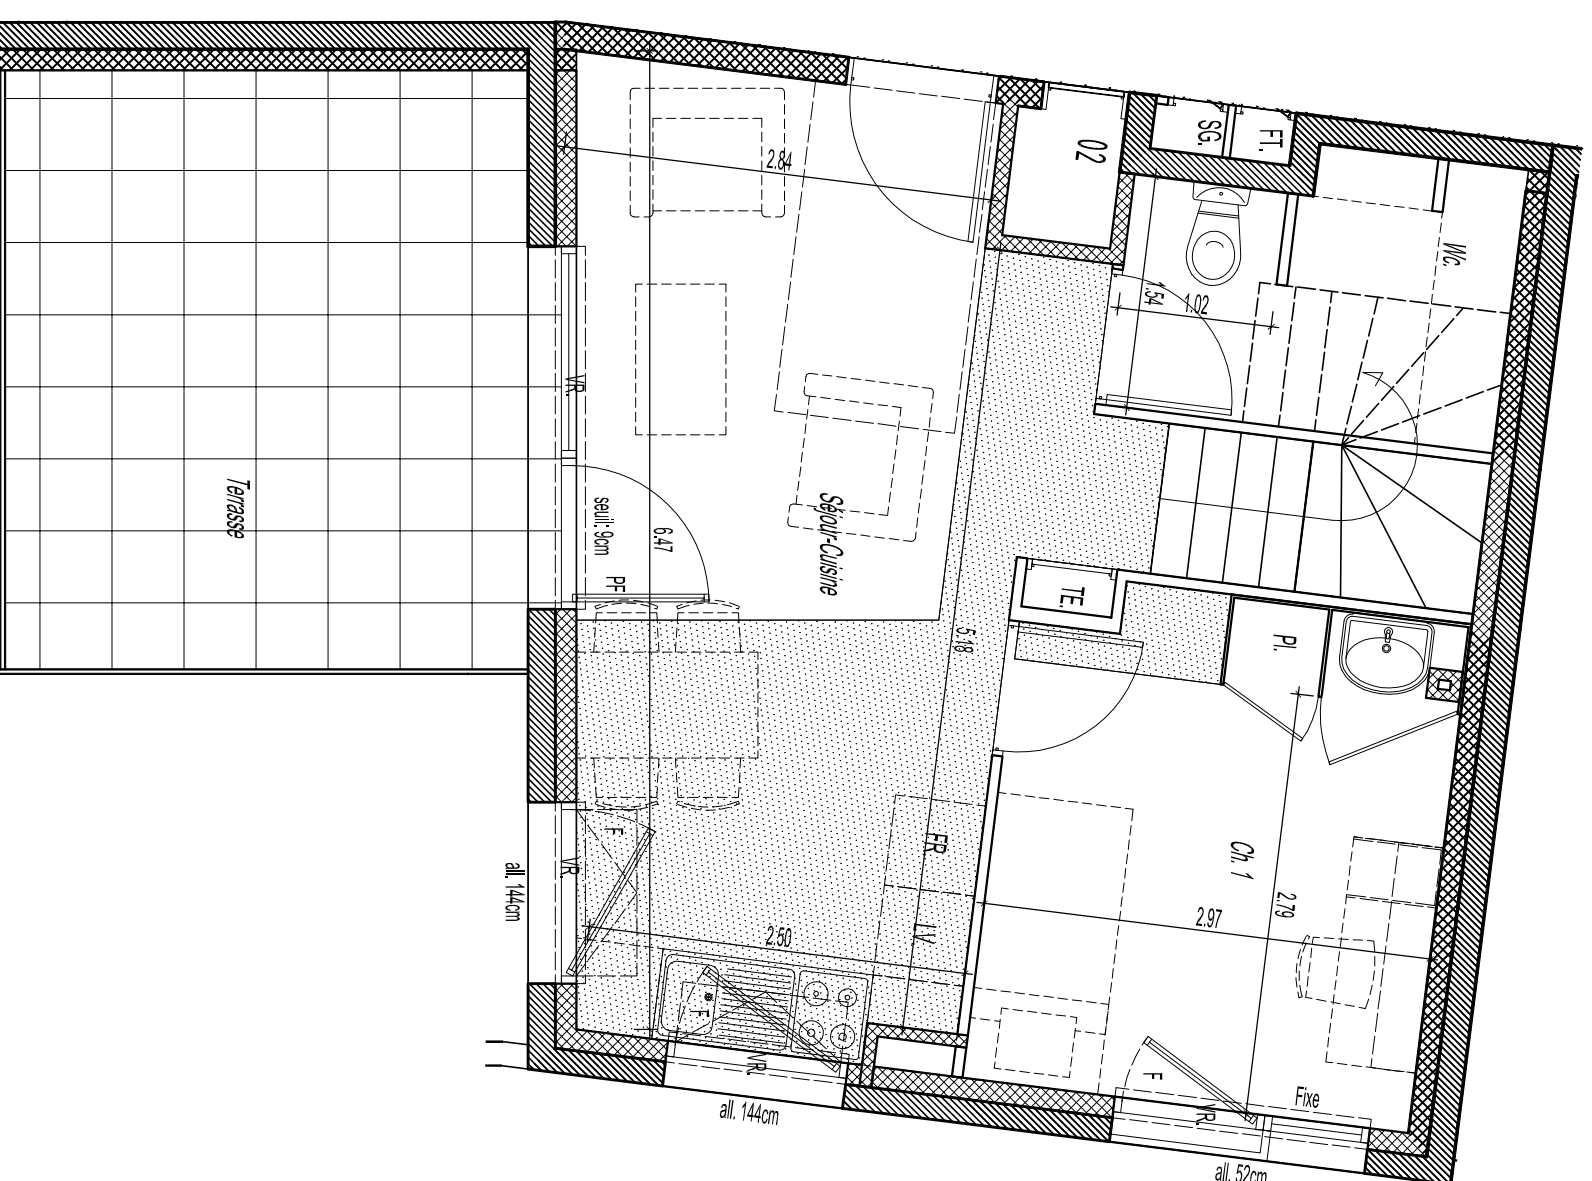 SG.
FT.
02
2.84
Wc.
1.54
1.02
VR.
Terrasse
seuil: 9cm
6.47
Séjour-Cuisine
PF
TE.
5.18
Pl.
F
VR.
all. 144cm
FR
LV
Ch. 1
2.79
2.97
2.50
F
VR.
all. 144cm
F
VR.
Fixe
all. 52cm